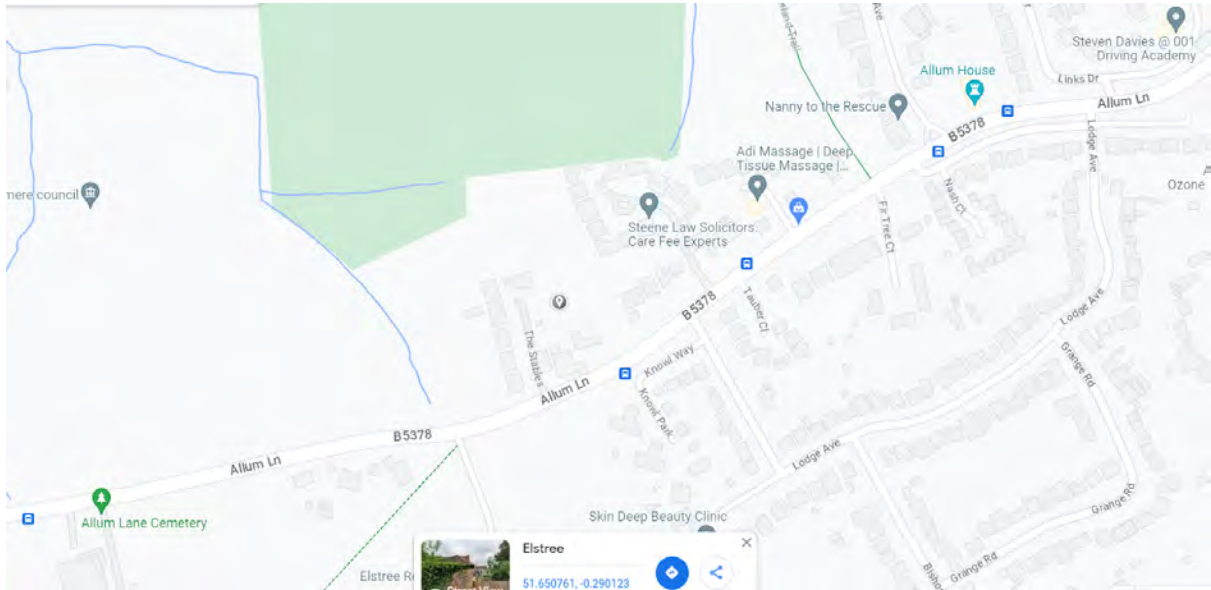 Steven Davies @ 001
Driving Academy
Ave
Allum House
Links Dr
Allum Ln
Nanny to the Rescue
B5378
Lodge Ave
Adi Massage | Deep
Tissue Massage |...
Ozone
mere council
Nash Ct
Fir Tree Ct
Steene Law Solicitors.
Care Fee Experts
B5378
Tauber Ct
Lodge Ave
The Stables
Knowl Way
Grange Rd
Allum Ln
Knowl Park
B5378
Lodge Ave
Allum Ln
Grange Rd
Allum Lane Cemetery
Skin Deep Beauty Clinic
Elstree
Elstree R
51.650761, -0.290123
Grange Rd